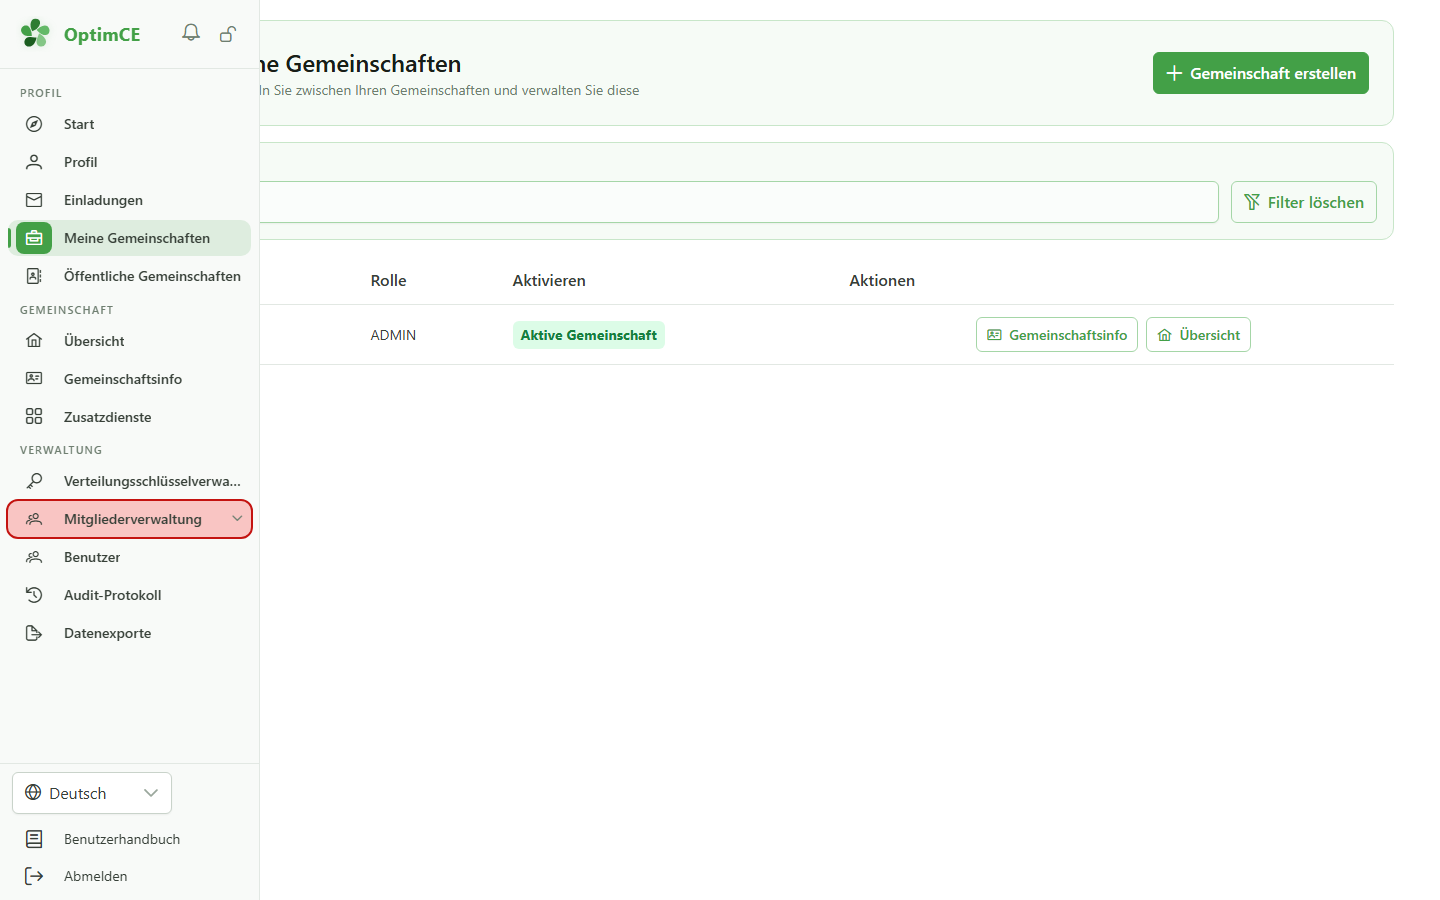 OptimCE
PROFIL
Start
Profil
Einladungen
Meine Gemeinschaften
Öffentliche Gemeinschaften
GEMEINSCHAFT
Übersicht
Gemeinschaftsinfo
Zusatzdienste
VERWALTUNG
Verteilungsschlüsselverwa...
Mitgliederverwaltung
Benutzer
Audit-Protokoll
Datenexporte
Deutsch
Benutzerhandbuch
Abmelden
ne Gemeinschaften
ln Sie zwischen Ihren Gemeinschaften und verwalten Sie diese
Gemeinschaft erstellen
Filter löschen
Rolle Aktivieren Aktionen
ADMIN Aktive Gemeinschaft Gemeinschaftsinfo Übersicht